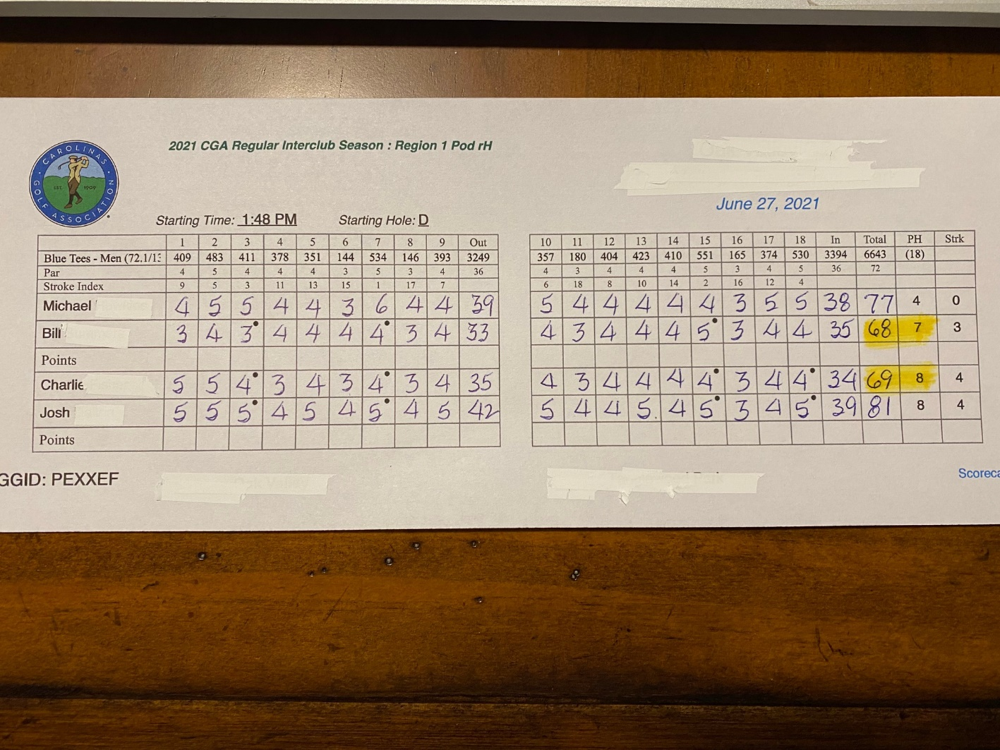 CAROLINAS GOLF ASSOCIATION
EST. 1909
2021 CGA Regular Interclub Season : Region 1 Pod rH
June 27, 2021
Starting Time: 1:48 PM Starting Hole: D
1 2 3 4 5 6 7 8 9 Out 10 11 12 13 14 15 16 17 18 In Total PH Strk
Blue Tees - Men (72.1/13 409 483 411 378 351 144 534 146 393 3249 357 180 404 423 410 551 165 374 530 3394 6643 (18)
Par 4 5 4 4 4 3 5 3 4 36 4 3 4 4 4 5 3 4 5 36 72
Stroke Index 9 5 3 11 13 15 1 17 7 6 18 8 10 14 2 16 12 4
Michael 4 5 5 4 4 3 6 4 4 39 5 4 4 4 4 4 3 5 5 38 77 4 0
Bill 3 4 3• 4 4 4 4• 3 4 33 4 3 4 4 4 5• 3 4 4 35 68 7 3
Points
Charlie 5 5 4• 3 4 3 4• 3 4 35 4 3 4 4 4 4• 3 4 4• 34 69 8 4
Josh 5 5 5• 4 5 4 5• 4 5 42 5 4 4 5. 4 5• 3 4 5• 39 81 8 4
Points
GGID: PEXXEF
Scoreca